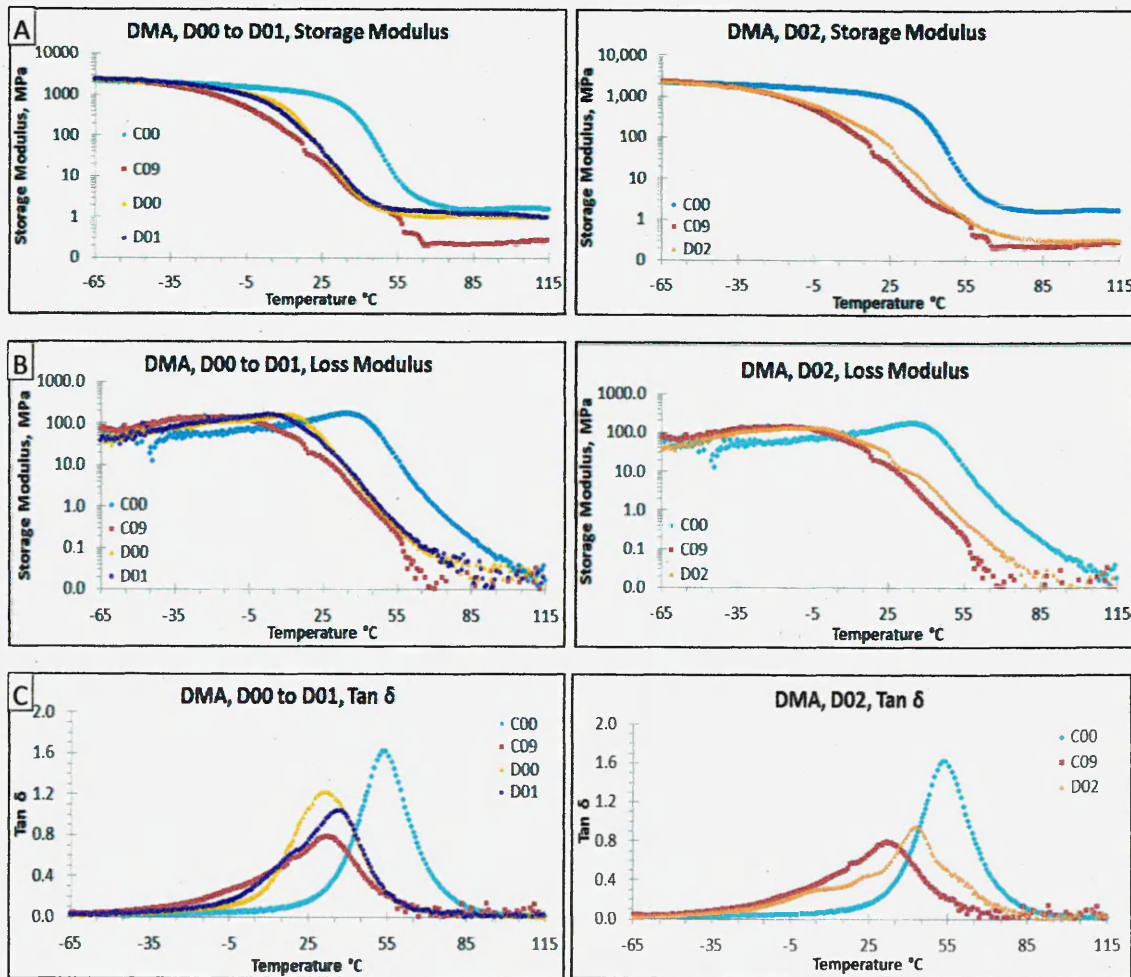 A
DMA, D00 to D01, Storage Modulus
Storage Modulus, MPa
10000
1000
100
10
1
0
C00
C09
D00
D01
-65
-35
-5
25
55
85
115
Temperature °C
DMA, D02, Storage Modulus
Storage Modulus, MPa
10,000
1,000
100
10
1
0
C00
C09
D02
-65
-35
-5
25
55
85
115
Temperature °C
B
DMA, D00 to D01, Loss Modulus
Storage Modulus, MPa
1000.0
100.0
10.0
1.0
0.1
0.0
C00
C09
D00
D01
-65
-35
-5
25
55
85
115
Temperature °C
DMA, D02, Loss Modulus
Storage Modulus, MPa
1000.0
100.0
10.0
1.0
0.1
0.0
C00
C09
D02
-65
-35
-5
25
55
85
115
Temperature °C
C
DMA, D00 to D01, Tan δ
Tan δ
2.0
1.6
1.2
0.8
0.4
0.0
C00
C09
D00
D01
-65
-35
-5
25
55
85
115
Temperature °C
DMA, D02, Tan δ
Tan δ
2.0
1.6
1.2
0.8
0.4
0.0
C00
C09
D02
-65
-35
-5
25
55
85
115
Temperature °C